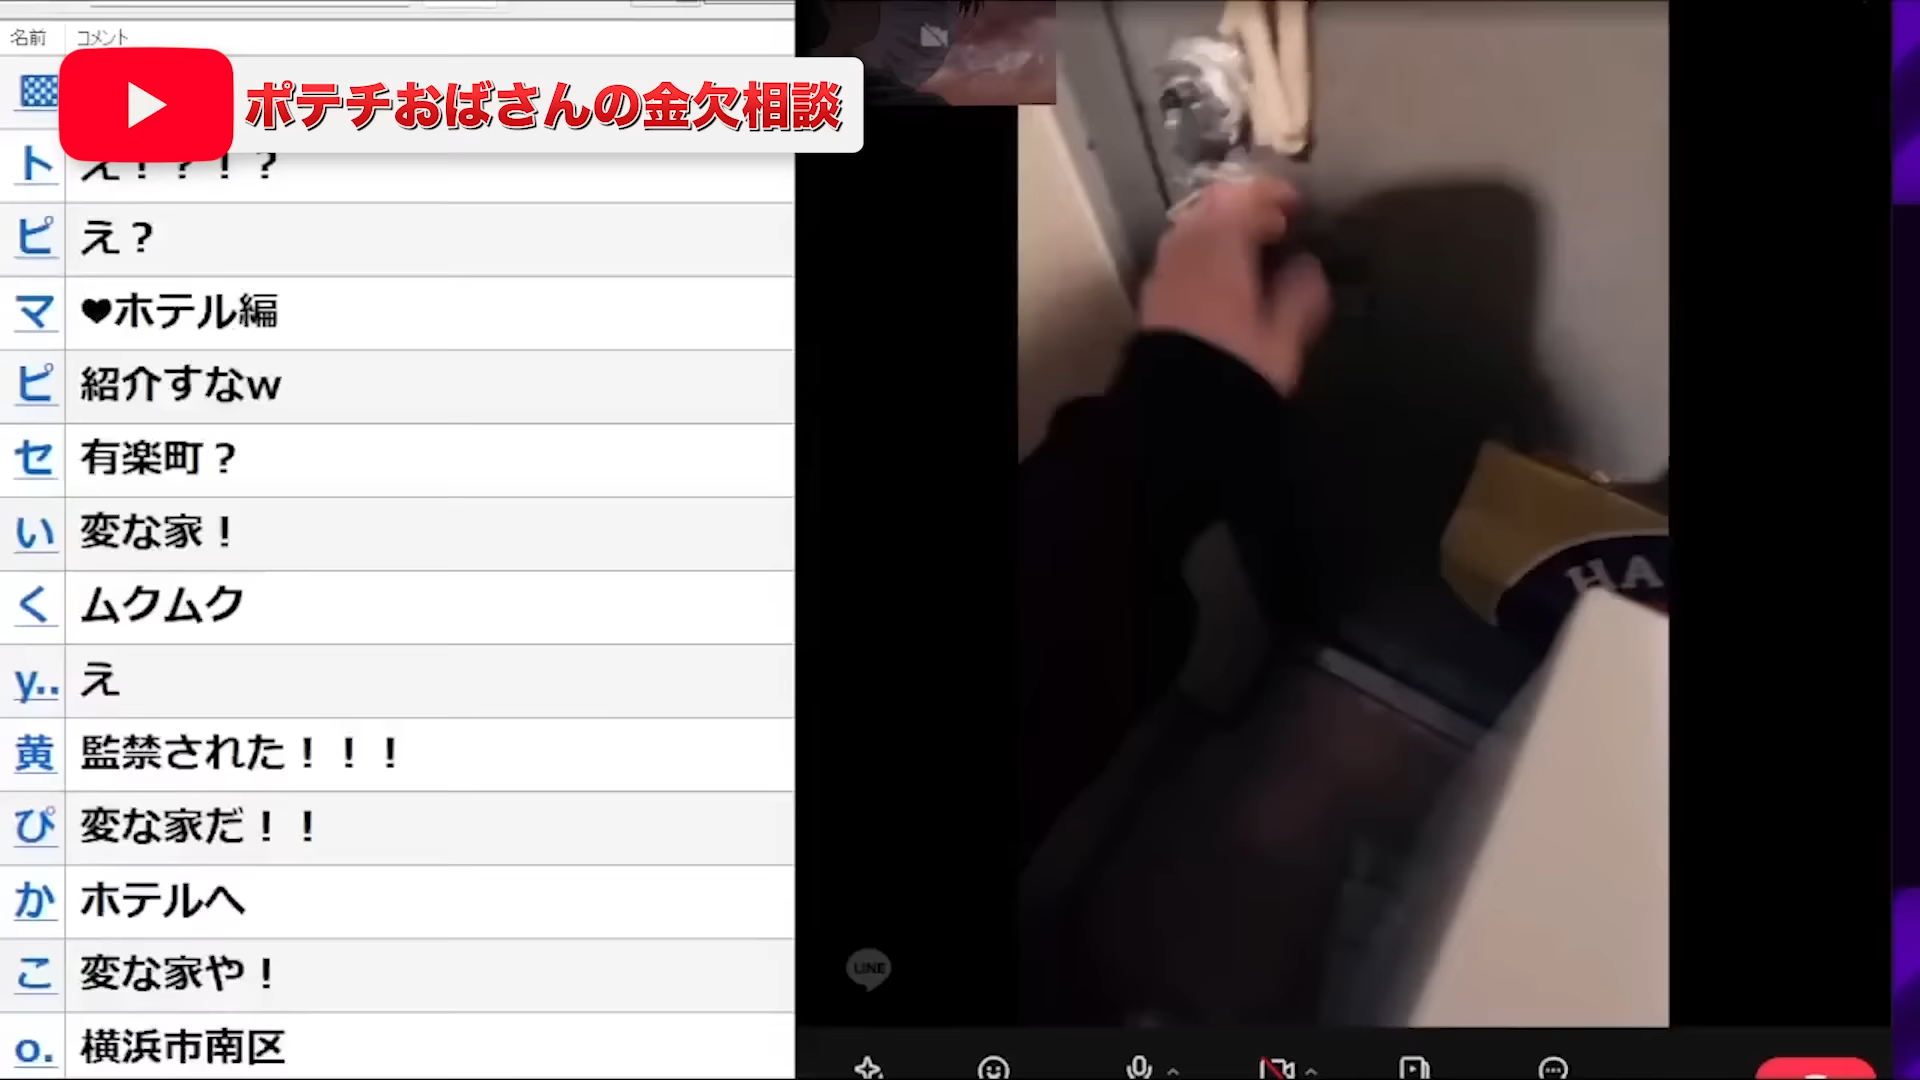 名前 コメント
ポテチおばさんの金欠相談
ト え！？！？
ピ え？
マ ♥ホテル編
ピ 紹介すなw
セ 有楽町？
い 変な家！
く ムクムク
y.. え
黄 監禁された！！！
ぴ 変な家だ！！
か ホテルへ
こ 変な家や！
o. 横浜市南区
HA
LINE